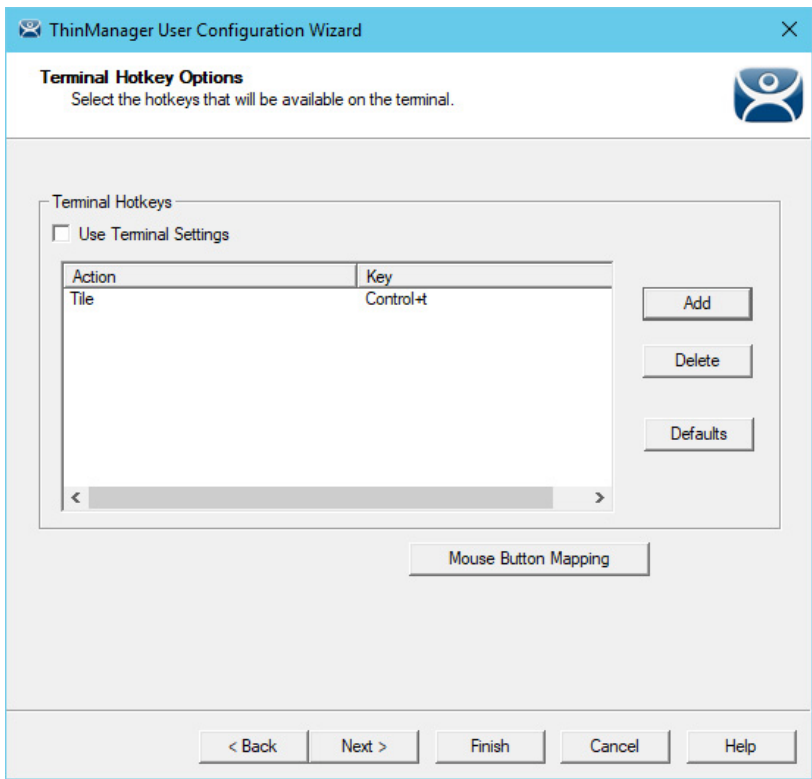 ThinManager User Configuration Wizard
Terminal Hotkey Options
Select the hotkeys that will be available on the terminal.
Terminal Hotkeys
Use Terminal Settings
Action Key
Tile Control+t
Add
Delete
Defaults
Mouse Button Mapping
< Back Next > Finish Cancel Help